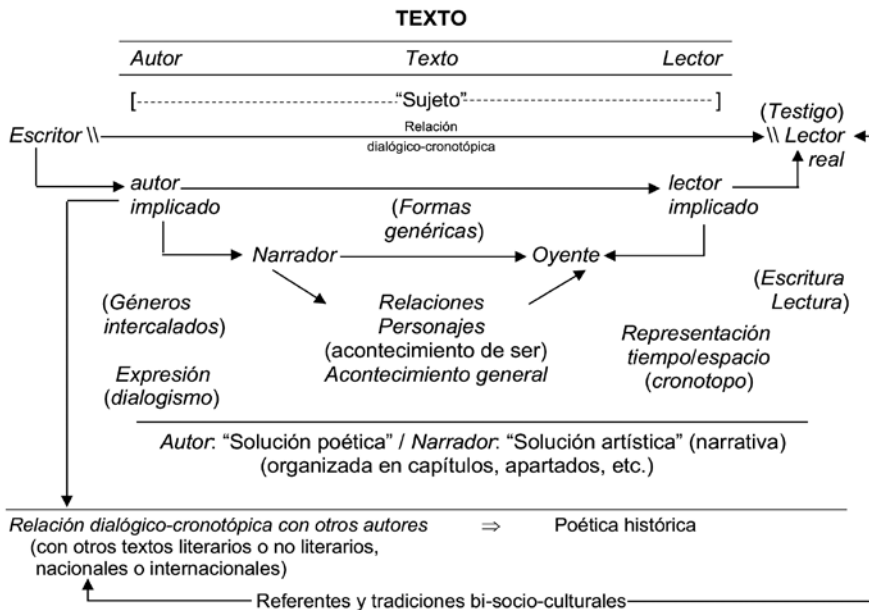 TEXTO
Autor Texto Lector
[ "Sujeto" ]
(Testigo)
Escritor \\ Relación \\ Lector
dialógico-cronotópica real
autor lector
implicado (Formas implicado
genéricas)
Narrador Oyente
(Escritura
(Géneros Relaciones Lectura)
intercalados) Personajes Representación
(acontecimiento de ser) tiempo/espacio
Expresión Acontecimiento general (cronotopo)
(dialogismo)
Autor: "Solución poética" / Narrador: "Solución artística" (narrativa)
(organizada en capítulos, apartados, etc.)
Relación dialógico-cronotópica con otros autores ⇒ Poética histórica
(con otros textos literarios o no literarios,
nacionales o internacionales)
Referentes y tradiciones bi-socio-culturales